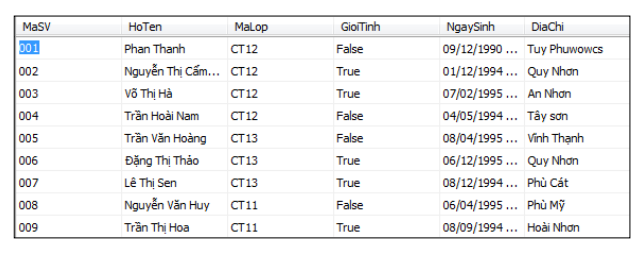 MaSV HoTen MaLop GioiTinh NgaySinh DiaChi
001 Phan Thanh CT12 False 09/12/1990 ... Tuy Phuwowcs
002 Nguyễn Thị Cẩm... CT12 True 01/12/1994 ... Quy Nhơn
003 Võ Thị Hà CT12 True 07/02/1995 ... An Nhơn
004 Trần Hoài Nam CT12 False 04/05/1994 ... Tây sơn
005 Trần Văn Hoàng CT13 False 08/04/1995 ... Vĩnh Thạnh
006 Đặng Thị Thảo CT13 True 06/12/1995 ... Quy Nhơn
007 Lê Thị Sen CT13 True 08/12/1994 ... Phù Cát
008 Nguyễn Văn Huy CT11 False 06/04/1995 ... Phù Mỹ
009 Trần Thị Hoa CT11 True 08/09/1994 ... Hoài Nhơn